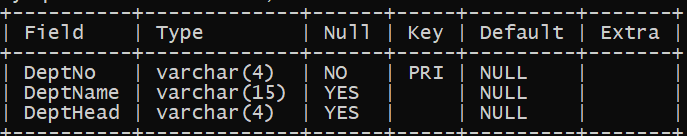 | Field | Type | Null | Key | Default | Extra |
| DeptNo | varchar(4) | NO | PRI | NULL | |
| DeptName | varchar(15) | YES | | NULL | |
| DeptHead | varchar(4) | YES | | NULL | |